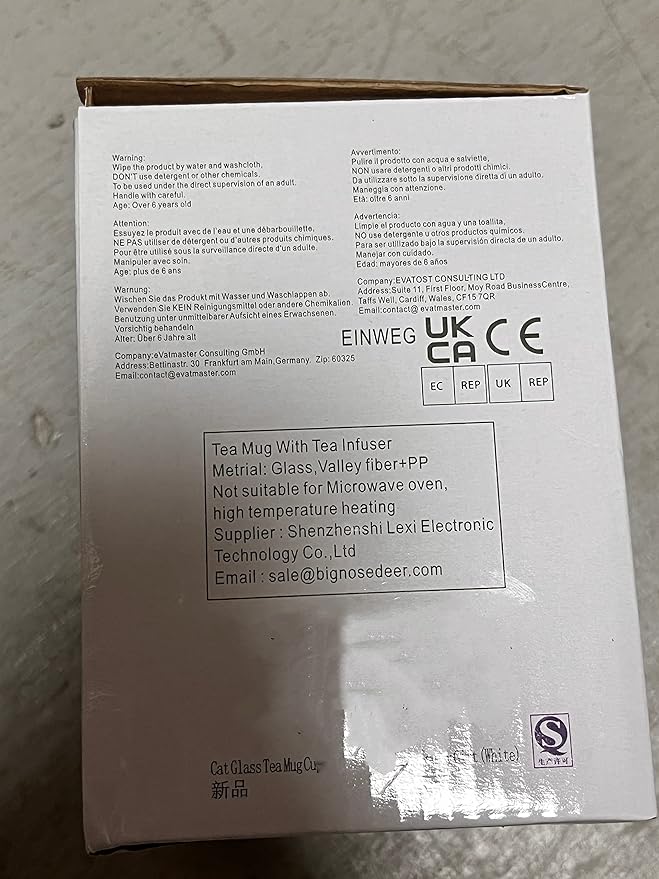 Warning:
Wipe the product by water and washcloth,
DON'T use detergent or other chemicals.
To be used under the direct supervision of an adult.
Handle with careful.
Age: Over 6 years old
Attention:
Essuyez le produit avec de l'eau et une débarbouillette,
NE PAS utiliser de détergent ou d'autres produits chimiques.
Pour être utilisé sous la surveillance directe d'un adulte.
Manipuler avec soin.
Age: plus de 6 ans
Warnung:
Wischen Sie das Produkt mit Wasser und Waschlappen ab.
Verwenden Sie KEIN Reinigungsmittel oder andere Chemikalien.
Benutzung unter unmittelbarer Aufsicht eines Erwachsenen.
Vorsichtig behandeln
Alter: Über 6 Jahre alt
Company:eVatmaster Consulting GmbH
Address:Bettinastr. 30 Frankfurt am Main,Germany. Zip: 60325
Email:contact@evatmaster.com
Avvertimento:
Pulire il prodotto con acqua e salviette,
NON usare detergenti o altri prodotti chimici.
Da utilizzare sotto la supervisione diretta di un adulto.
Maneggia con attenzione.
Età: oltre 6 anni
Advertencia:
Limpie el producto con agua y una toallita,
NO use detergente u otros productos químicos.
Para ser utilizado bajo la supervisión directa de un adulto.
Manejar con cuidado.
Edad: mayores de 6 años
Company:EVATOST CONSULTING LTD
Address:Suite 11, First Floor, Moy Road BusinessCentre,
Taffs Well, Cardiff, Wales, CF15 7QR
Email:contact@ evatmost.com
EINWEG UK CA CE
EC REP UK REP
Tea Mug With Tea Infuser
Metrial: Glass,Valley fiber+PP
Not suitable for Microwave oven,
high temperature heating
Supplier : Shenzhenshi Lexi Electronic
Technology Co.,Ltd
Email : sale@bignosedeer.com
Cat Glass Tea Mug Cu (White)
新品
生产许可